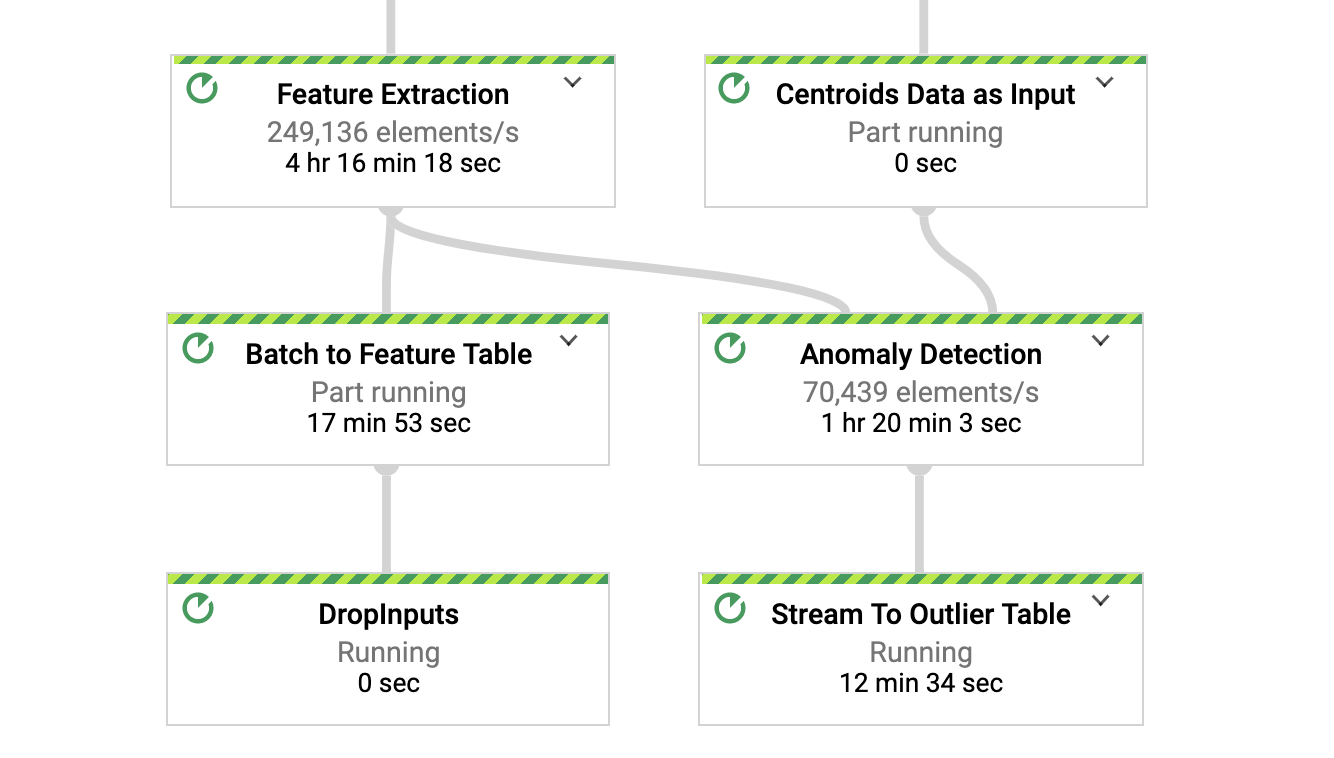 Feature Extraction
249,136 elements/s
4 hr 16 min 18 sec
Centroids Data as Input
Part running
0 sec
Batch to Feature Table
Part running
17 min 53 sec
Anomaly Detection
70,439 elements/s
1 hr 20 min 3 sec
DropInputs
Running
0 sec
Stream To Outlier Table
Running
12 min 34 sec